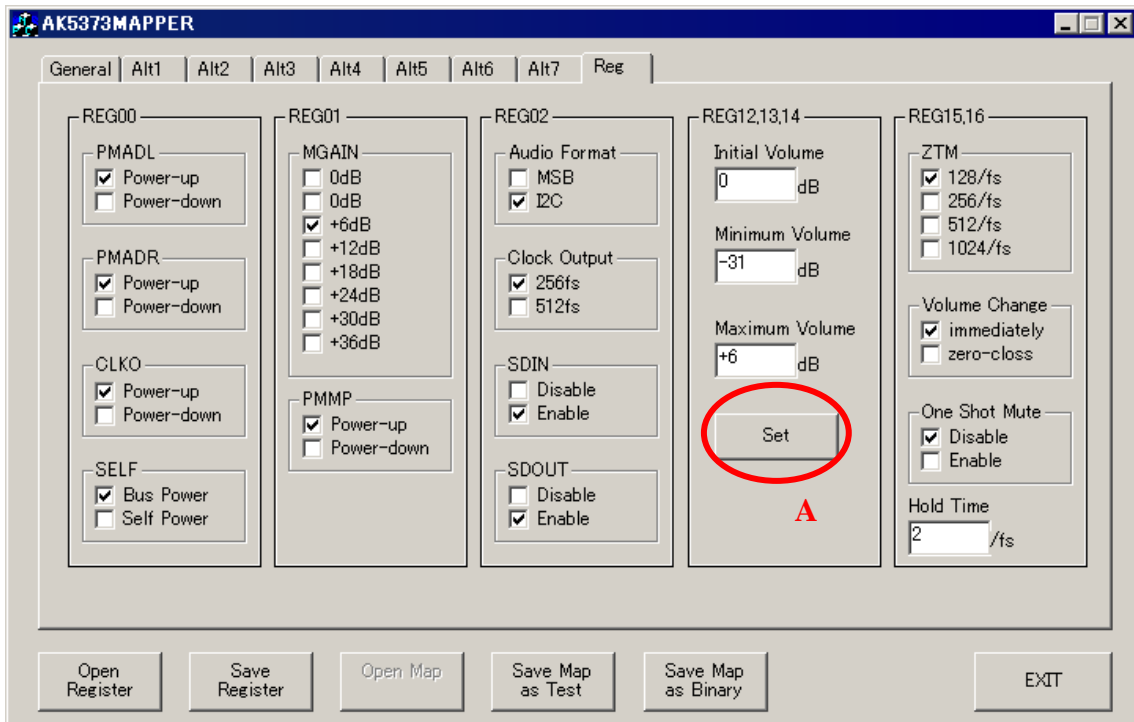 AK5373MAPPER
General Alt1 Alt2 Alt3 Alt4 Alt5 Alt6 Alt7 Reg
REG00
PMADL
Power-up
Power-down
PMADR
Power-up
Power-down
CLKO
Power-up
Power-down
SELF
Bus Power
Self Power
REG01
MGAIN
0dB
0dB
+6dB
+12dB
+18dB
+24dB
+30dB
+36dB
PMMP
Power-up
Power-down
REG02
Audio Format
MSB
I2C
Clock Output
256fs
512fs
SDIN
Disable
Enable
SDOUT
Disable
Enable
REG12,13,14
Initial Volume
0 dB
Minimum Volume
-31 dB
Maximum Volume
+6 dB
Set
A
REG15,16
ZTM
128/fs
256/fs
512/fs
1024/fs
Volume Change
immediately
zero-closs
One Shot Mute
Disable
Enable
Hold Time
2 /fs
Open
Register
Save
Register
Open Map
Save Map
as Test
Save Map
as Binary
EXIT